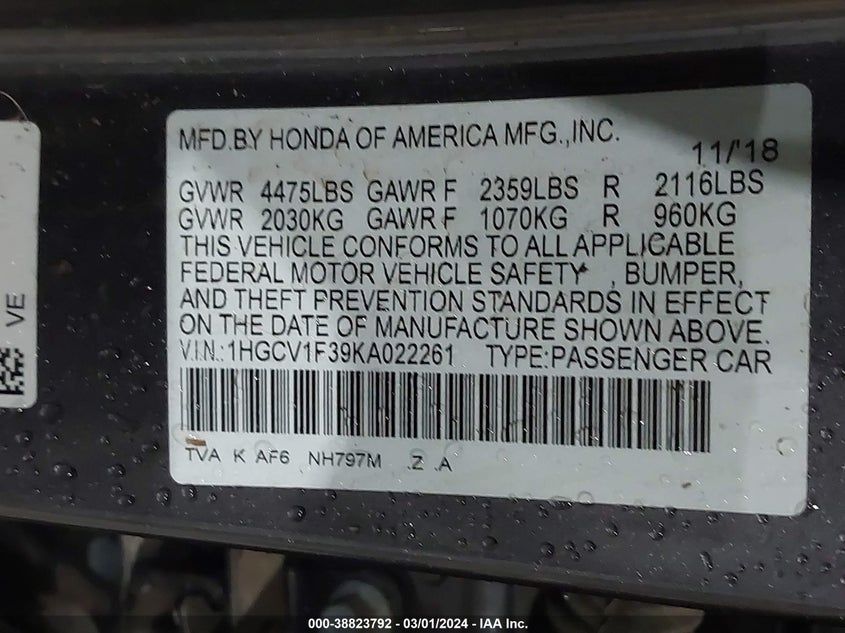 MFD.BY HONDA OF AMERICA MFG.,INC.
11/'18
GVWR 4475LBS GAWR F 2359LBS R 2116LBS
GVWR 2030KG GAWR F 1070KG R 960KG
THIS VEHICLE CONFORMS TO ALL APPLICABLE
FEDERAL MOTOR VEHICLE SAFETY , BUMPER,
AND THEFT PREVENTION STANDARDS IN EFFECT
ON THE DATE OF MANUFACTURE SHOWN ABOVE.
V.I.N.:1HGCV1F39KA022261 TYPE:PASSENGER CAR
TVA K AF6 NH797M .Z .A
VE
000-38823792 - 03/01/2024 - IAA Inc.